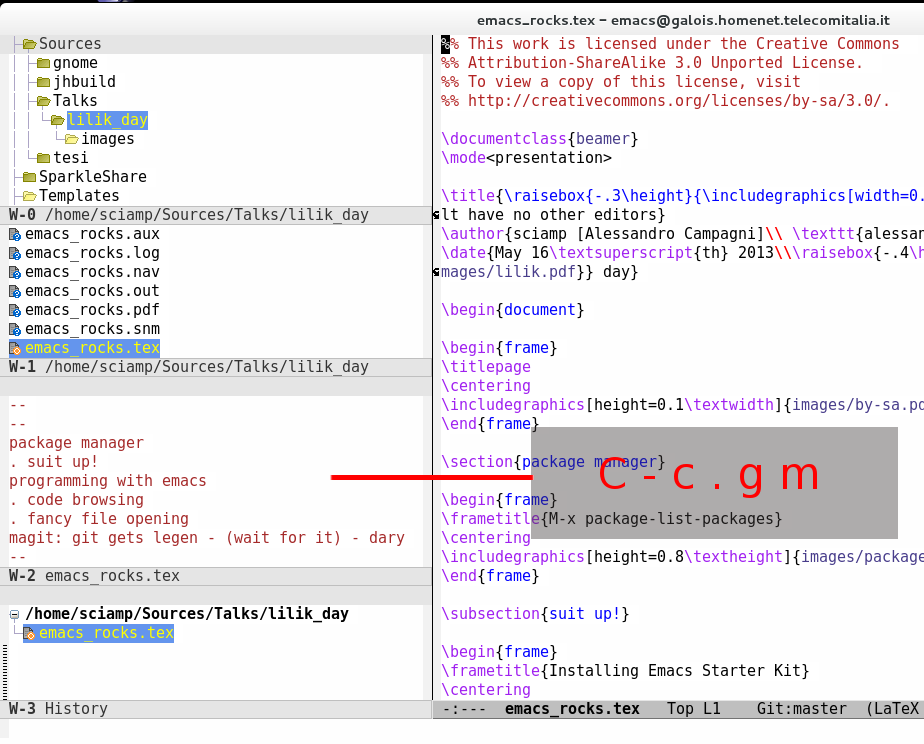 emacs_rocks.tex – emacs@galois.homenet.telecomitalia.it
Sources
gnome
jhbuild
Talks
lilik_day
images
tesi
SparkleShare
Templates
W-0 /home/sciamp/Sources/Talks/lilik_day
emacs_rocks.aux
emacs_rocks.log
emacs_rocks.nav
emacs_rocks.out
emacs_rocks.pdf
emacs_rocks.snm
emacs_rocks.tex
W-1 /home/sciamp/Sources/Talks/lilik_day
--
--
package manager
. suit up!
programming with emacs
. code browsing
. fancy file opening
magit: git gets legen - (wait for it) - dary
--
W-2 emacs_rocks.tex
/home/sciamp/Sources/Talks/lilik_day
emacs_rocks.tex
W-3 History
%% This work is licensed under the Creative Commons
%% Attribution-ShareAlike 3.0 Unported License.
%% To view a copy of this license, visit
%% http://creativecommons.org/licenses/by-sa/3.0/.
\documentclass{beamer}
\mode<presentation>
\title{\raisebox{-.3\height}{\includegraphics[width=0.
lt have no other editors}
\author{sciamp [Alessandro Campagni]\\ \texttt{alessan
\date{May 16\textsuperscript{th} 2013\\\raisebox{-.4\h
mages/lilik.pdf}} day}
\begin{document}
\begin{frame}
\titlepage
\centering
\includegraphics[height=0.1\textwidth]{images/by-sa.pd
\end{frame}
\section{package manager}
C-c.gm
\begin{frame}
\frametitle{M-x package-list-packages}
\centering
\includegraphics[height=0.8\textheight]{images/package
\end{frame}
\subsection{suit up!}
\begin{frame}
\frametitle{Installing Emacs Starter Kit}
\centering
-:--- emacs_rocks.tex Top L1 Git:master (LaTeX